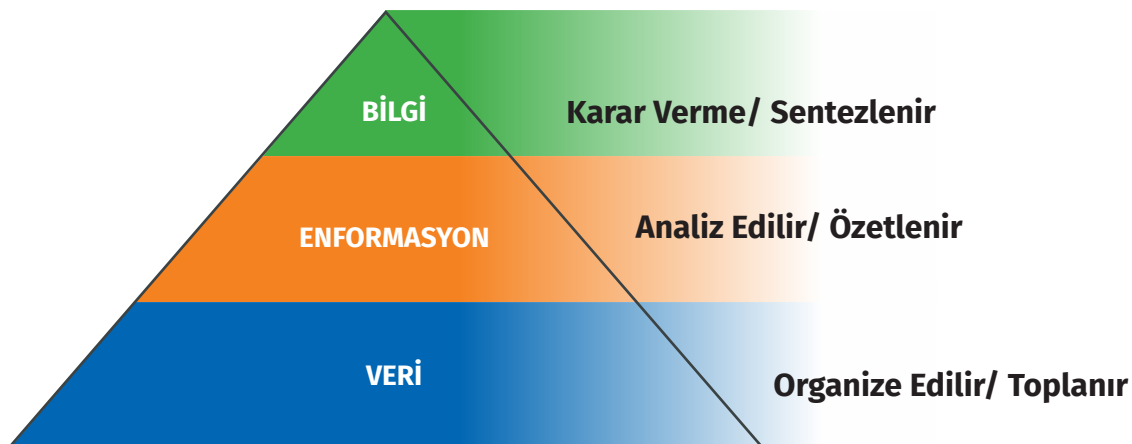 BİLGİ
Karar Verme/ Sentezlenir
ENFORMASYON
Analiz Edilir/ Özetlenir
VERİ
Organize Edilir/ Toplanır